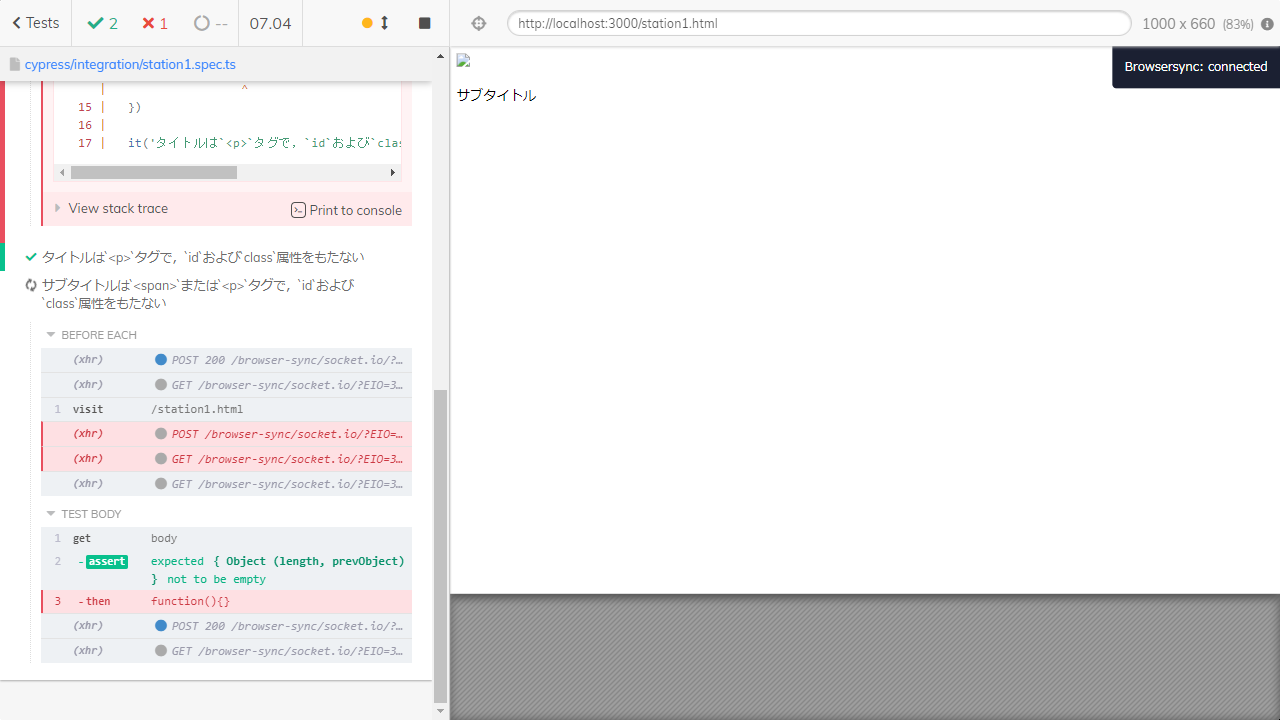 Tests
2
1
--
07.04
http://localhost:3000/station1.html
1000 x 660 (83%)
cypress/integration/station1.spec.ts
Browsersync: connected
サブタイトル
| ^
15 | })
16 |
17 | it('タイトルは`<p>`タグで，`id`および`clas
View stack trace
Print to console
タイトルは`<p>`タグで，`id`および`class`属性をもたない
サブタイトルは`<span>`または`<p>`タグで，`id`および
`class`属性をもたない
BEFORE EACH
(xhr) POST 200 /browser-sync/socket.io/?…
(xhr) GET /browser-sync/socket.io/?EIO=3…
1 visit /station1.html
(xhr) POST /browser-sync/socket.io/?EIO=…
(xhr) GET /browser-sync/socket.io/?EIO=3…
(xhr) GET /browser-sync/socket.io/?EIO=3…
TEST BODY
1 get body
2 -assert expected { Object (length, prevObject)
} not to be empty
3 -then function(){}
(xhr) POST 200 /browser-sync/socket.io/?…
(xhr) GET /browser-sync/socket.io/?EIO=3…